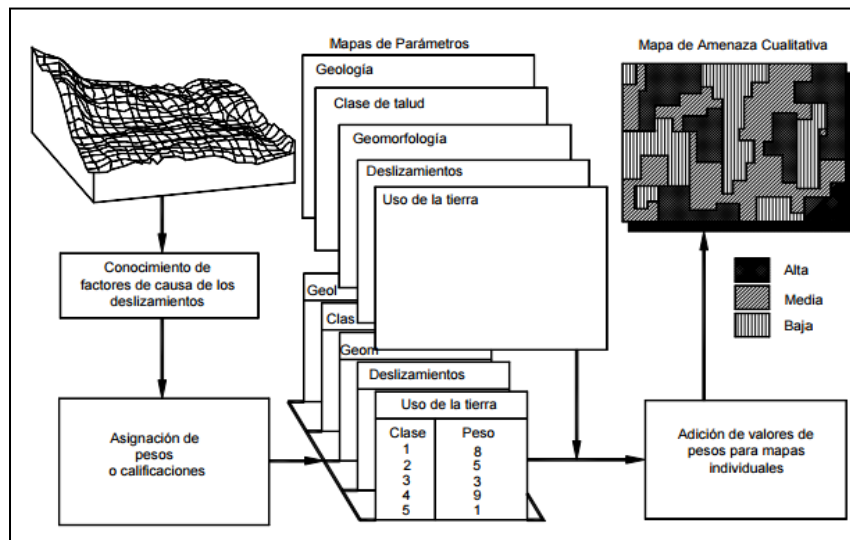 Mapas de Parámetros
Geología
Clase de talud
Geomorfología
Deslizamientos
Uso de la tierra
Mapa de Amenaza Cualitativa
Alta
Media
Baja
Conocimiento de
factores de causa de los
deslizamientos
Asignación de
pesos
o calificaciones
Geol
Clas
Geom
Deslizamientos
Uso de la tierra
Clase Peso
1 8
2 5
3 3
4 9
5 1
Adición de valores de
pesos para mapas
individuales